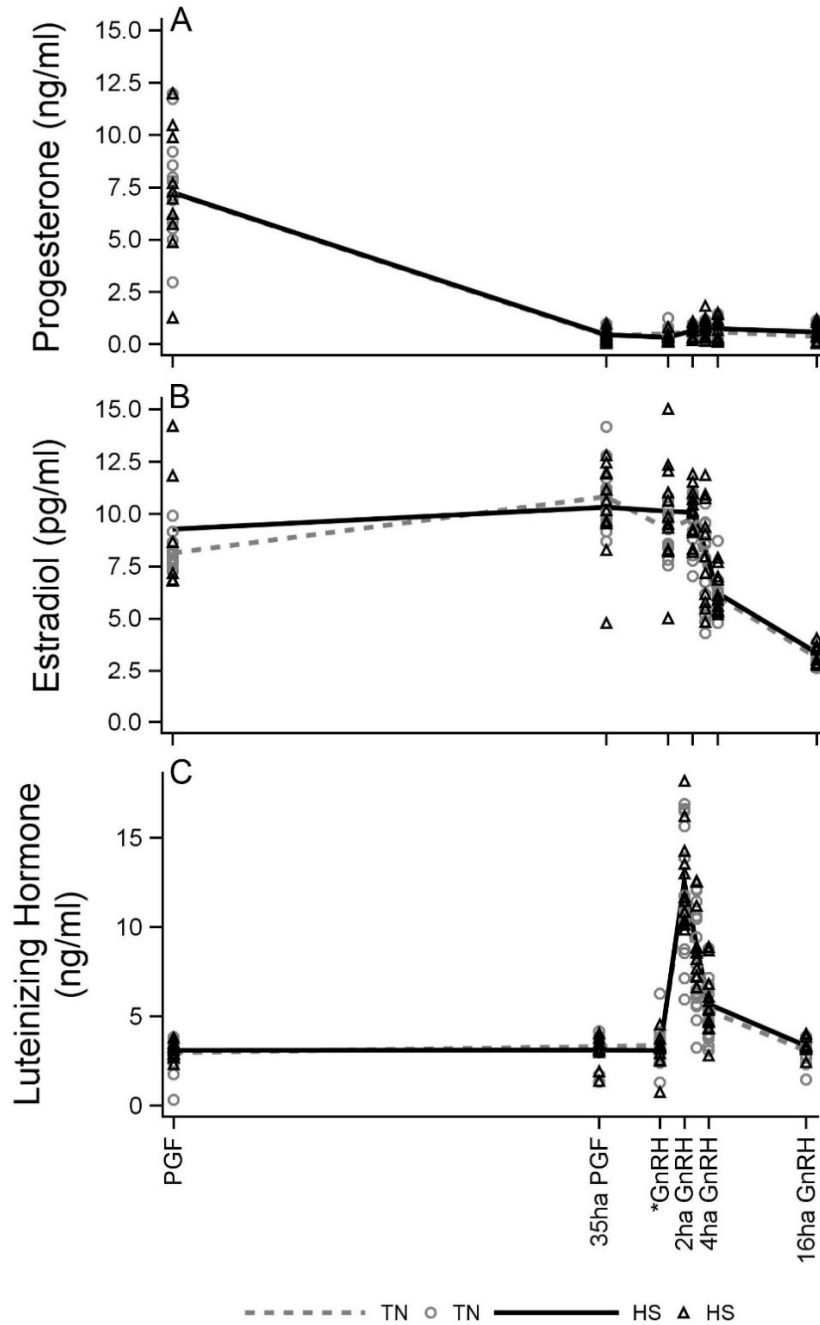 A
Progesterone (ng/ml)
15.0
12.5
10.0
7.5
5.0
2.5
0.0
B
Estradiol (pg/ml)
15.0
12.5
10.0
7.5
5.0
2.5
0.0
C
Luteinizing Hormone
(ng/ml)
15
10
5
0
PGF
35ha PGF
*GnRH
2ha GnRH
4ha GnRH
16ha GnRH
TN TN HS HS